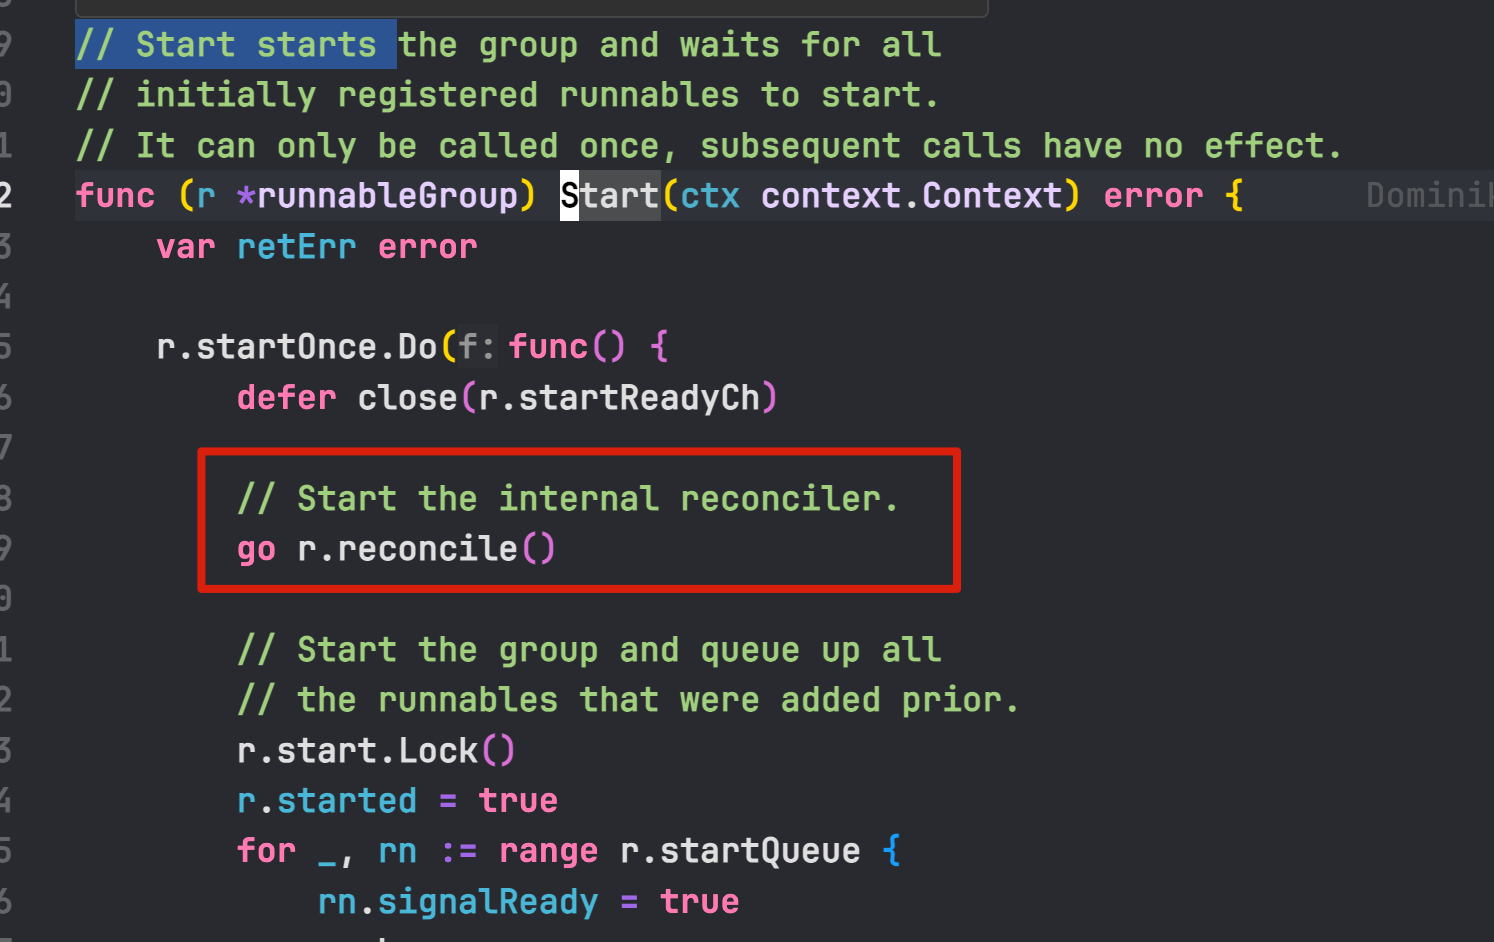 9 // Start starts the group and waits for all
0 // initially registered runnables to start.
1 // It can only be called once, subsequent calls have no effect.
2 func (r *runnableGroup) Start(ctx context.Context) error { Dominik
3 var retErr error
4
5 r.startOnce.Do(f: func() {
6 defer close(r.startReadyCh)
7
8 // Start the internal reconciler.
9 go r.reconcile()
0
1 // Start the group and queue up all
2 // the runnables that were added prior.
3 r.start.Lock()
4 r.started = true
5 for _, rn := range r.startQueue {
6 rn.signalReady = true